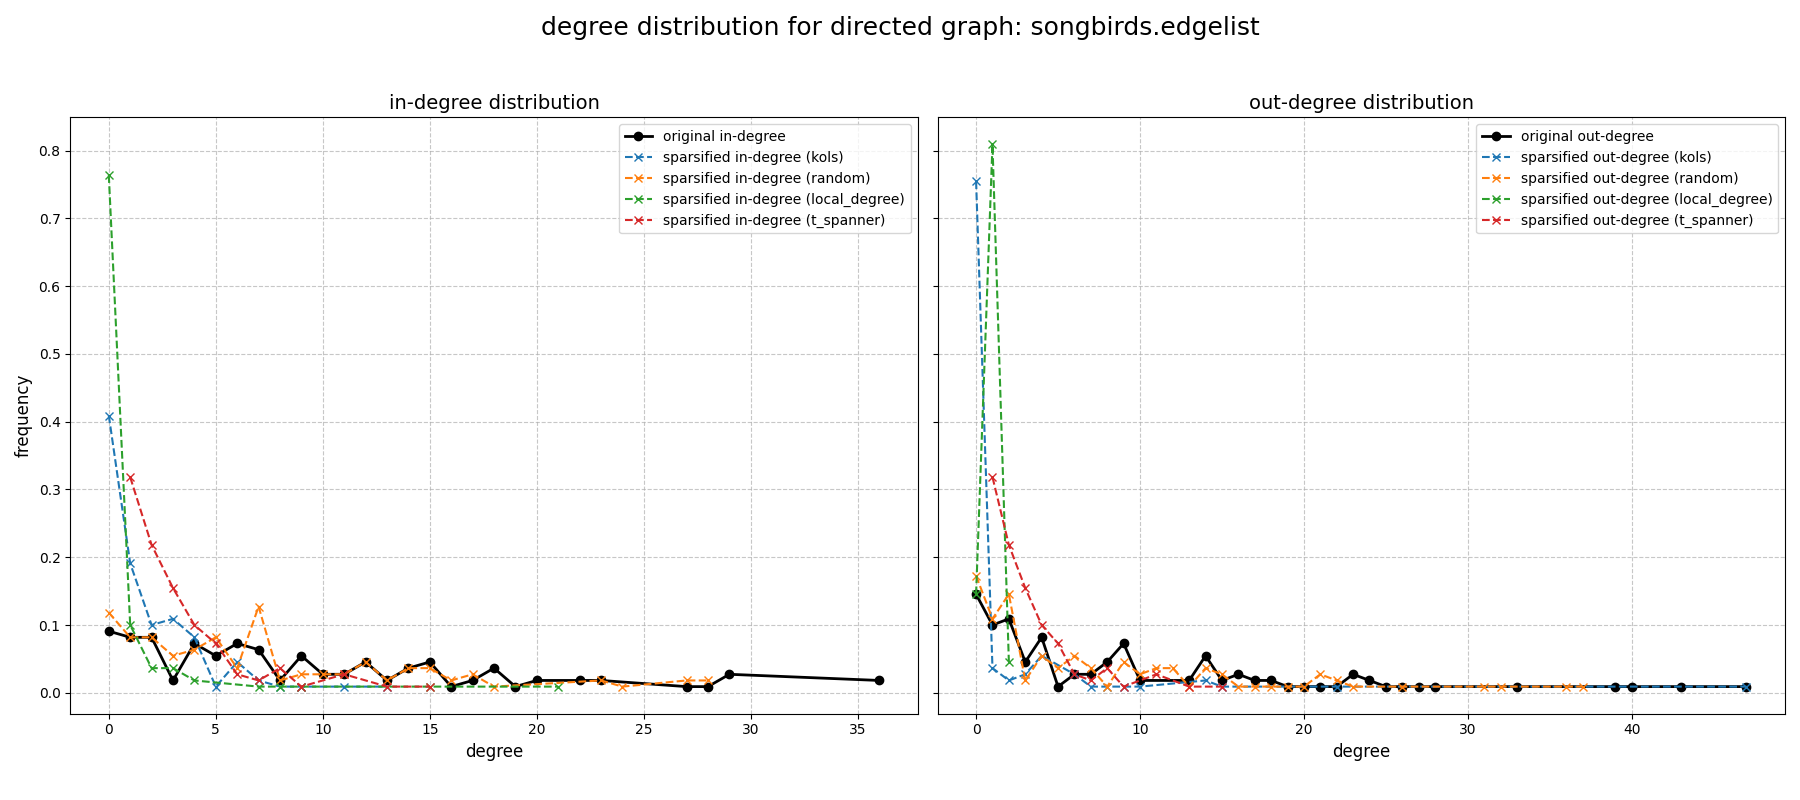 degree distribution for directed graph: songbirds.edgelist
in-degree distribution
original in-degree
sparsified in-degree (kols)
sparsified in-degree (random)
sparsified in-degree (local_degree)
sparsified in-degree (t_spanner)
frequency
0.8
0.7
0.6
0.5
0.4
0.3
0.2
0.1
0.0
0 5 10 15 20 25 30 35
degree
out-degree distribution
original out-degree
sparsified out-degree (kols)
sparsified out-degree (random)
sparsified out-degree (local_degree)
sparsified out-degree (t_spanner)
0 10 20 30 40
degree